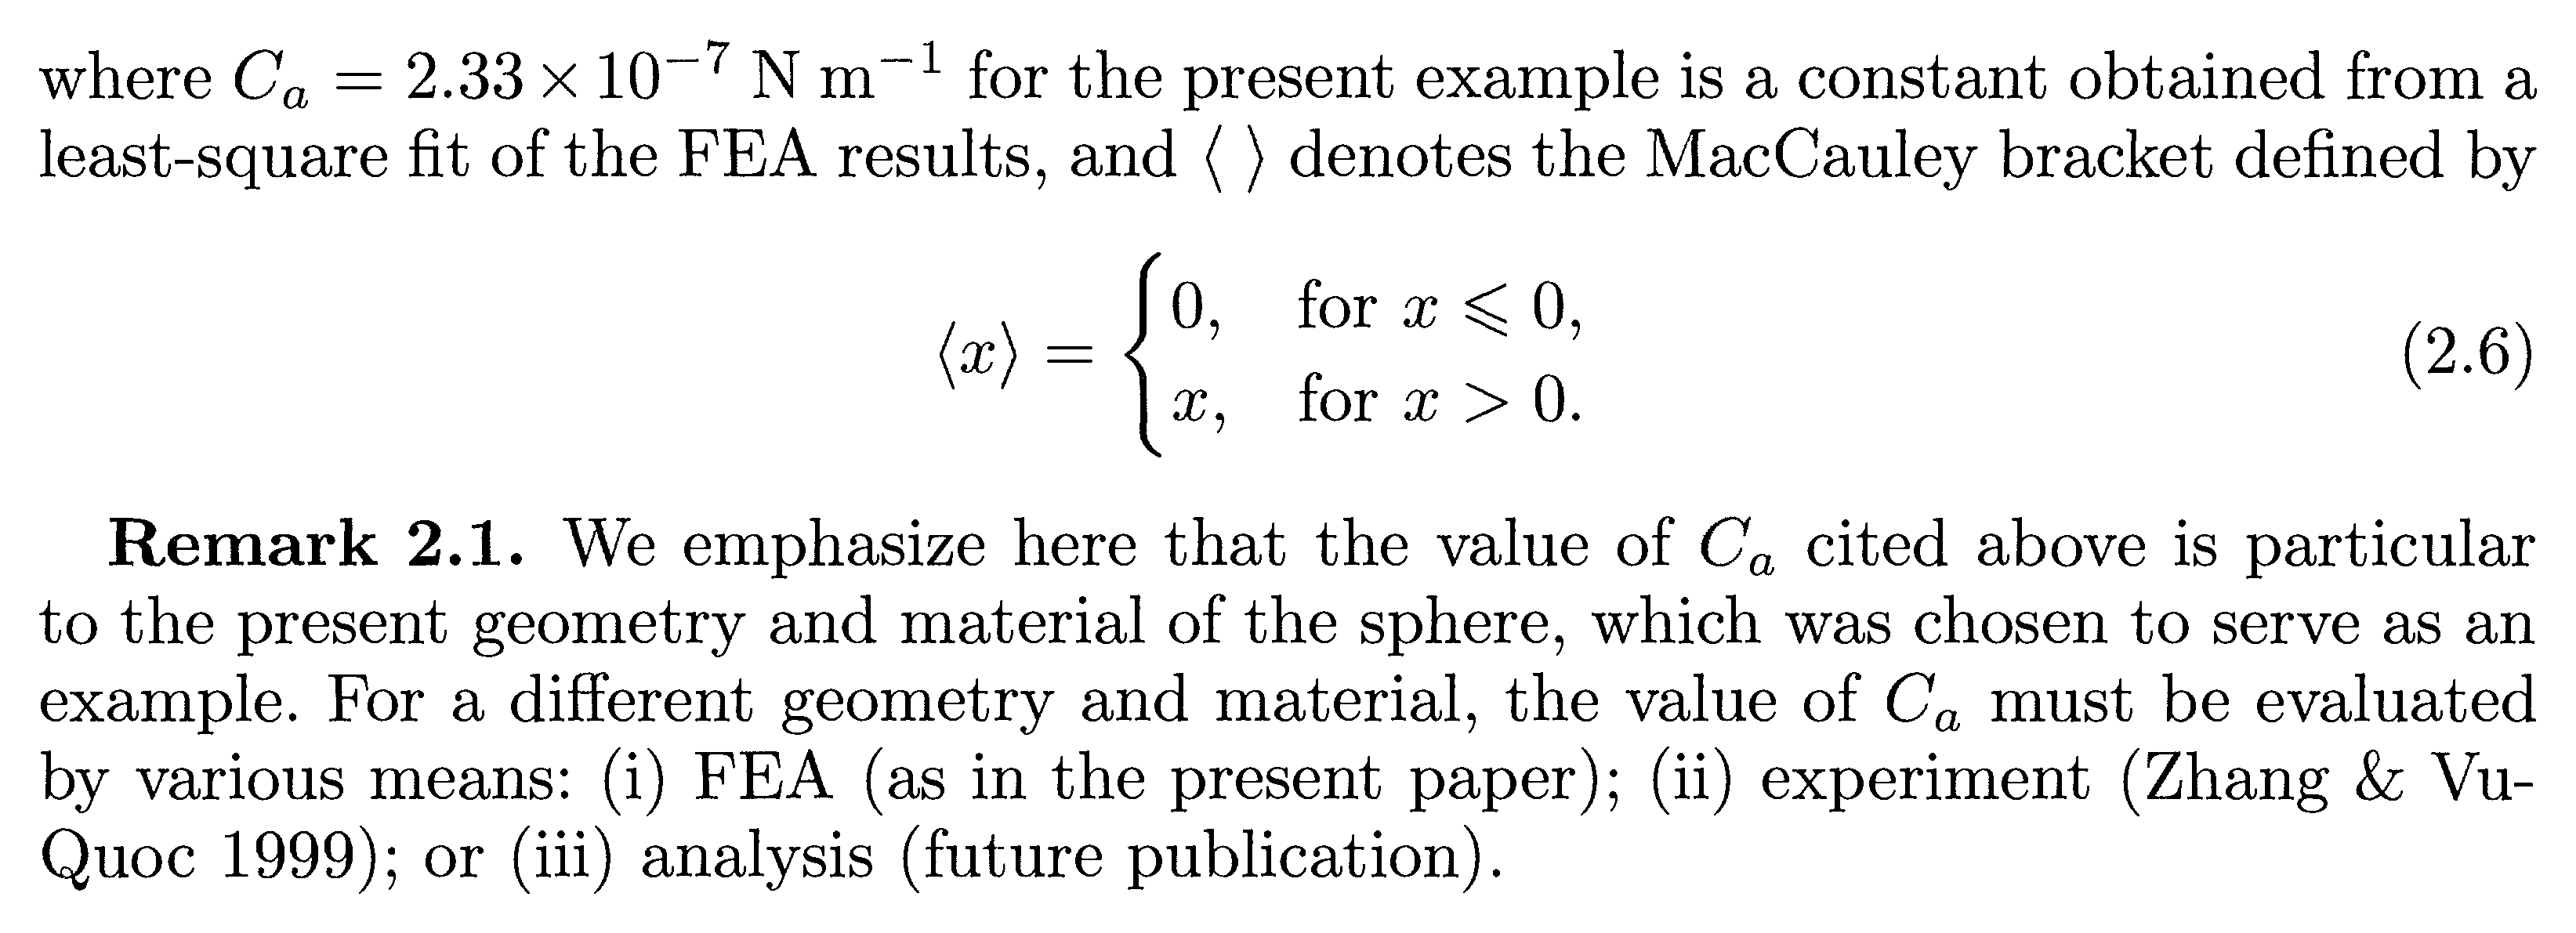 where $C_a = 2.33 \times 10^{-7}$ N m$^{-1}$ for the present example is a constant obtained from a
least-square fit of the FEA results, and ⟨ ⟩ denotes the MacCauley bracket defined by
$$\langle x \rangle = \begin{cases} 0, & \text{for } x \leqslant 0, \\ x, & \text{for } x > 0. \end{cases} \quad (2.6)$$
Remark 2.1. We emphasize here that the value of $C_a$ cited above is particular
to the present geometry and material of the sphere, which was chosen to serve as an
example. For a different geometry and material, the value of $C_a$ must be evaluated
by various means: (i) FEA (as in the present paper); (ii) experiment (Zhang & Vu-
Quoc 1999); or (iii) analysis (future publication).